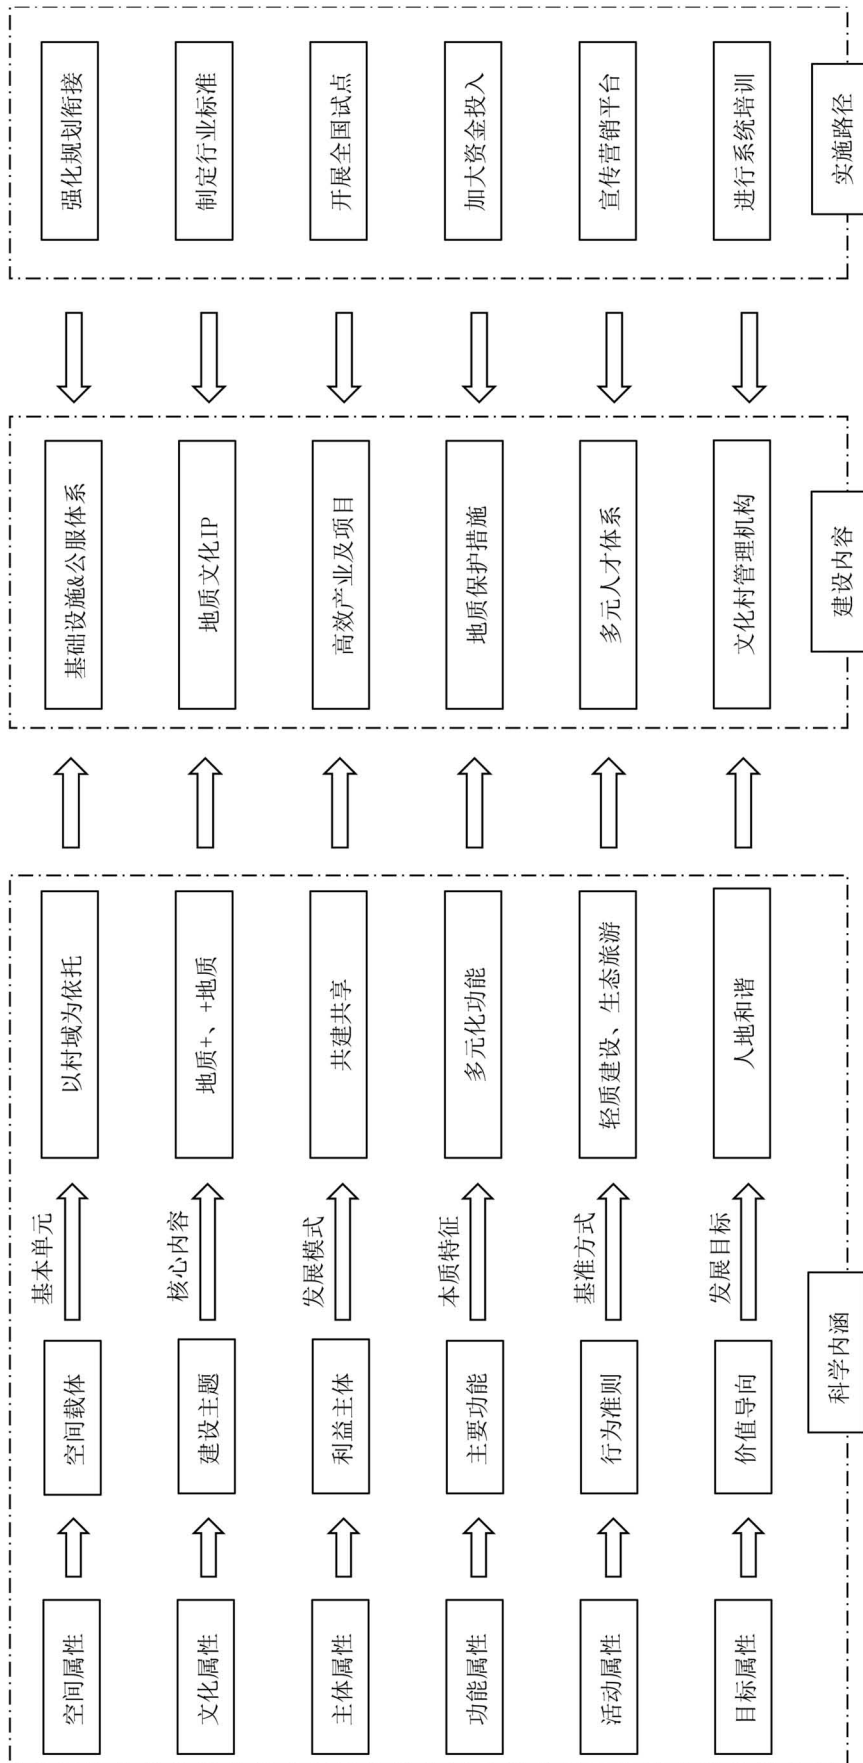 空间属性
空间载体
基本单元
以村域为依托
基础设施&公服体系
强化规划衔接
文化属性
建设主题
核心内容
地质+、+地质
地质文化IP
制定行业标准
主体属性
利益主体
发展模式
共建共享
高效产业及项目
开展全国试点
功能属性
主要功能
本质特征
多元化功能
地质保护措施
加大资金投入
活动属性
行为准则
基准方式
轻质建设、生态旅游
多元人才体系
宣传营销平台
目标属性
价值导向
发展目标
人地和谐
文化村管理机构
进行系统培训
科学内涵
建设内容
实施路径